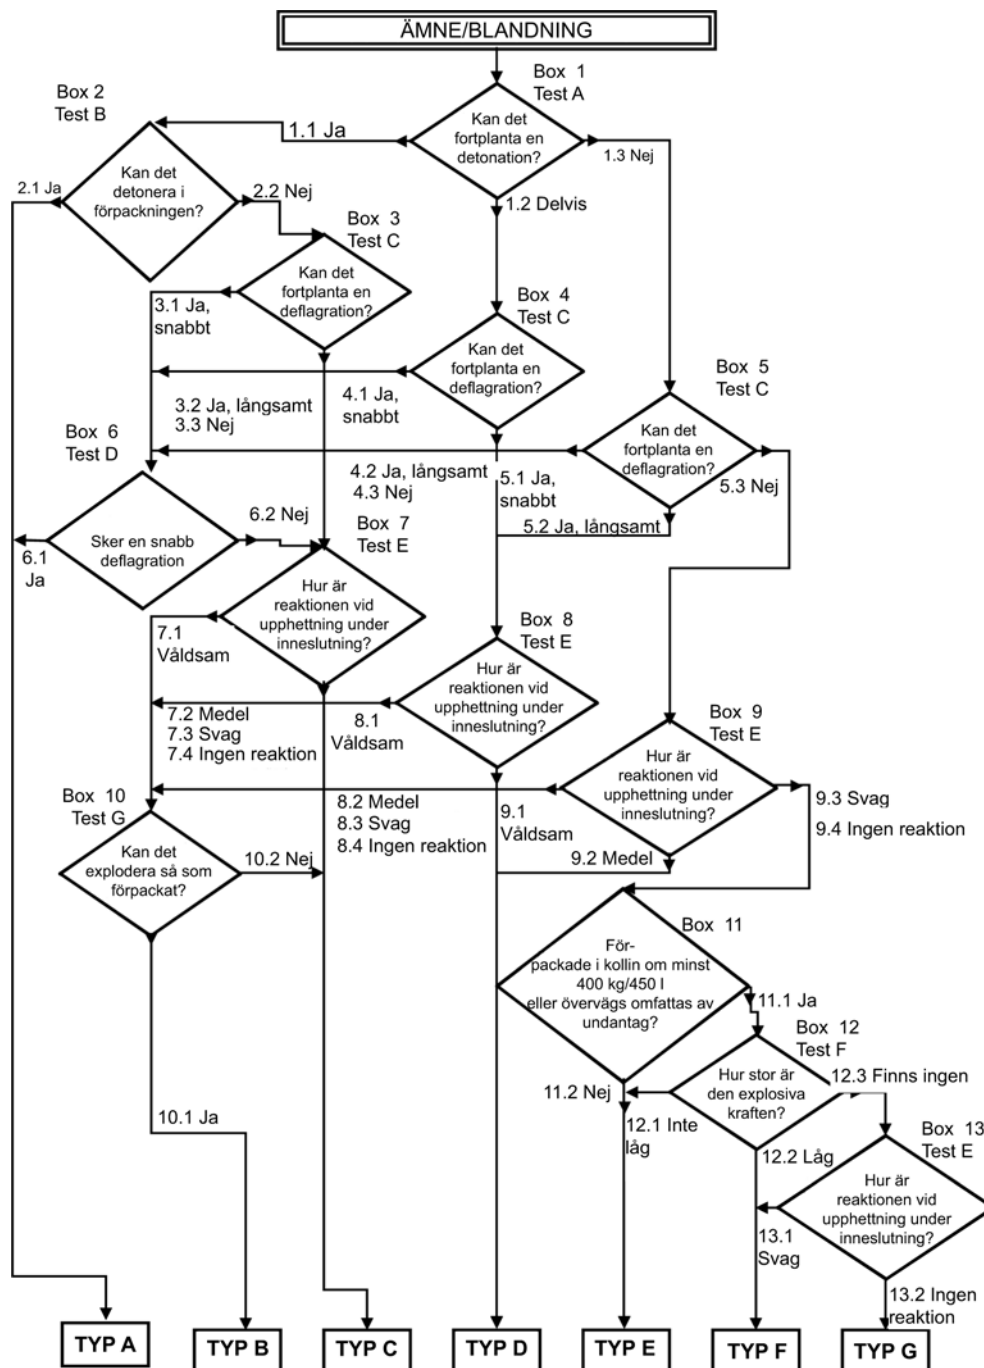 ÄMNE/BLANDNING
Box 1
Test A
Kan det
fortplanta en
detonation?
1.1 Ja
1.3 Nej
1.2 Delvis
Box 2
Test B
Kan det
detonera i
förpackningen?
2.1 Ja
2.2 Nej
Box 3
Test C
Kan det
fortplanta en
deflagration?
3.1 Ja,
snabbt
3.2 Ja, långsamt
3.3 Nej
Box 4
Test C
Kan det
fortplanta en
deflagration?
4.1 Ja,
snabbt
4.2 Ja, långsamt
4.3 Nej
Box 5
Test C
Kan det
fortplanta en
deflagration?
5.1 Ja,
snabbt
5.3 Nej
5.2 Ja, långsamt
Box 6
Test D
Sker en snabb
deflagration
6.1
Ja
6.2 Nej
Box 7
Test E
Hur är
reaktionen vid
upphettning under
inneslutning?
7.1
Våldsam
7.2 Medel
7.3 Svag
7.4 Ingen reaktion
Box 8
Test E
Hur är
reaktionen vid
upphettning under
inneslutning?
8.1
Våldsam
8.2 Medel
8.3 Svag
8.4 Ingen reaktion
Box 9
Test E
Hur är
reaktionen vid
upphettning under
inneslutning?
9.1
Våldsam
9.2 Medel
9.3 Svag
9.4 Ingen reaktion
Box 10
Test G
Kan det
explodera så som
förpackat?
10.2 Nej
10.1 Ja
Box 11
För-
packade i kollin om minst
400 kg/450 l
eller övervägs omfattas av
undantag?
11.1 Ja
11.2 Nej
Box 12
Test F
Hur stor är
den explosiva
kraften?
12.3 Finns ingen
12.1 Inte
låg
12.2 Låg
Box 13
Test E
Hur är
reaktionen vid
upphettning under
inneslutning?
13.1
Svag
13.2 Ingen
reaktion
TYP A
TYP B
TYP C
TYP D
TYP E
TYP F
TYP G